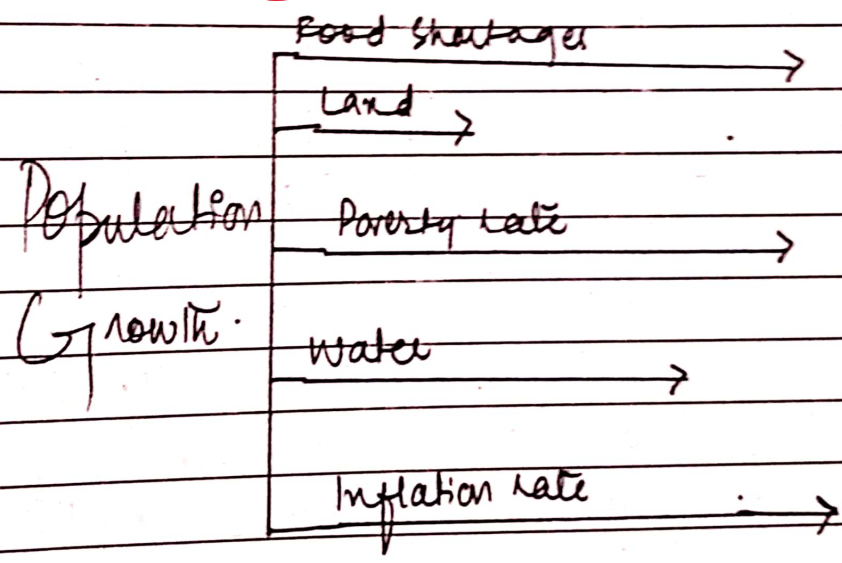 Food Shortages
Land
Population
Poverty rate
Growth.
Water
Inflation rate